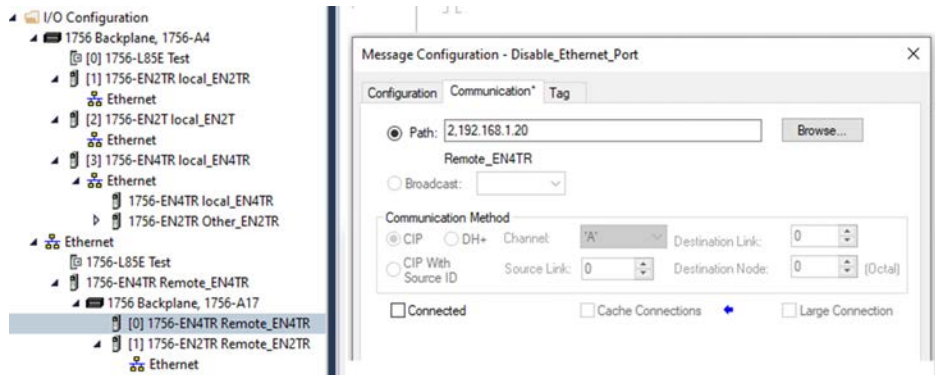 I/O Configuration
1756 Backplane, 1756-A4
[0] 1756-L85E Test
[1] 1756-EN2TR local_EN2TR
Ethernet
[2] 1756-EN2T local_EN2T
Ethernet
[3] 1756-EN4TR local_EN4TR
Ethernet
1756-EN4TR local_EN4TR
1756-EN2TR Other_EN2TR
Ethernet
1756-L85E Test
1756-EN4TR Remote_EN4TR
1756 Backplane, 1756-A17
[0] 1756-EN4TR Remote_EN4TR
[1] 1756-EN2TR Remote_EN2TR
Ethernet
Message Configuration - Disable_Ethernet_Port
Configuration Communication* Tag
Path: 2,192.168.1.20 Browse...
Remote_EN4TR
Broadcast:
Communication Method
CIP DH+ Channel: 'A' Destination Link: 0
CIP With Source ID Source Link: 0 Destination Node: 0 (Octal)
Connected Cache Connections Large Connection